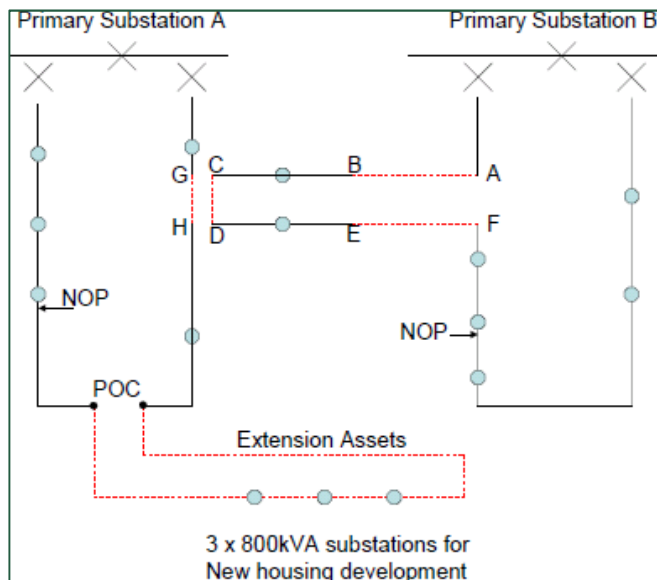 Primary Substation A
Primary Substation B
G
C
B
A
H
D
E
F
NOP
NOP
POC
Extension Assets
3 x 800kVA substations for
New housing development